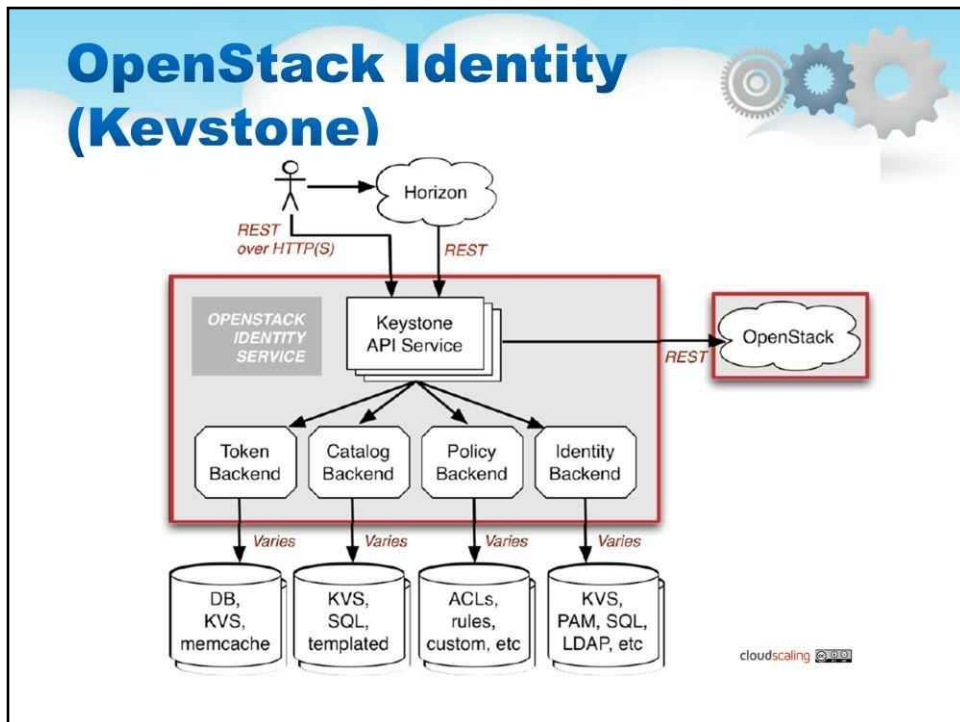 OpenStack Identity
(Keystone)
Horizon
REST
over HTTP(S)
REST
OPENSTACK
IDENTITY
SERVICE
Keystone
API Service
REST
OpenStack
Token
Backend
Catalog
Backend
Policy
Backend
Identity
Backend
Varies
Varies
Varies
Varies
DB,
KVS,
memcache
KVS,
SQL,
templated
ACLs,
rules,
custom, etc
KVS,
PAM, SQL,
LDAP, etc
cloudscaling